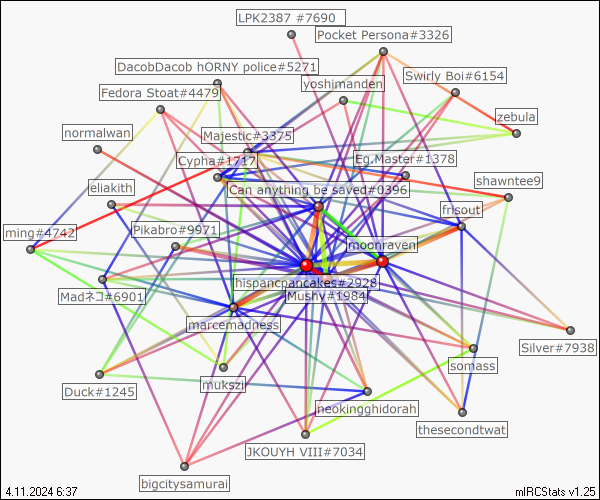 LPK2387 #7690
Pocket Persona#3326
DacobDacob hORNY police#5271
Swirly Boi#6154
yoshimanden
Fedora Stoat#4479
zebula
normalwan
Majestic#3375
Cypha#1717
Eg.Master#1378
shawntee9
eliakith
Can anything be saved#0396
frisout
ming#4742
Pikabro#9971
moonraven
hispancpancakes#2928
Madネコ#6901
Mushy#1984
marcemadness
Silver#7938
somass
Duck#1245
mukszi
neokingghidorah
thesecondtwat
JKOUYH VIII#7034
bigcitysamurai
4.11.2024 6:37
mIRCStats v1.25